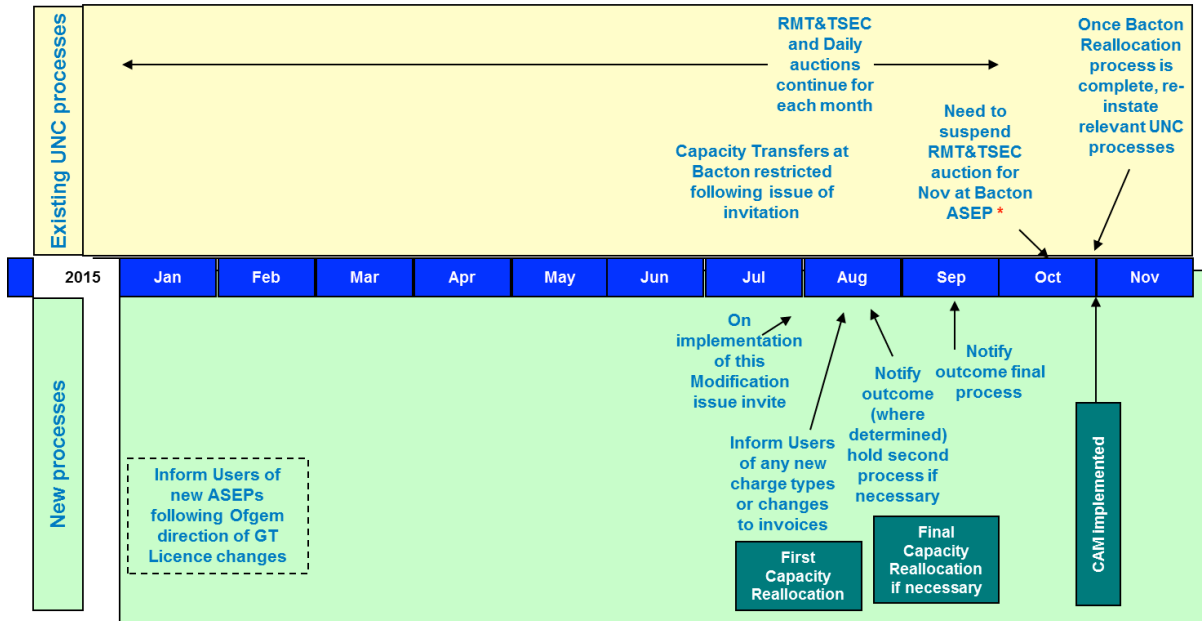 Existing UNC processes
RMT&TSEC
and Daily
auctions
continue for
each month
Once Bacton
Reallocation
process is
complete, re-
instate
relevant UNC
processes
Need to
suspend
RMT&TSEC
auction for
Nov at Bacton
ASEP *
Capacity Transfers at
Bacton restricted
following issue of
invitation
2015 Jan Feb Mar Apr May Jun Jul Aug Sep Oct Nov
New processes
Inform Users of
new ASEPs
following Ofgem
direction of GT
Licence changes
On
implementation
of this
Modification
issue invite
Inform Users
of any new
charge types
or changes
to invoices
Notify
outcome
(where
determined)
hold second
process if
necessary
Notify
outcome final
process
First
Capacity
Reallocation
Final
Capacity
Reallocation
if necessary
CAM Implemented